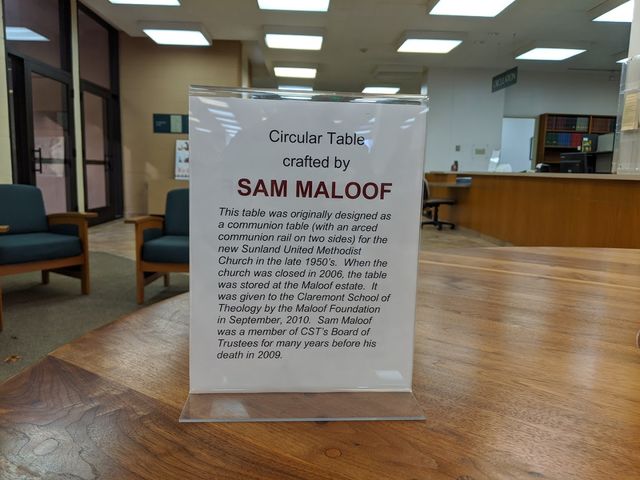 CIRCULATION
Circular Table
crafted by
SAM MALOOF
This table was originally designed as
a communion table (with an arced
communion rail on two sides) for the
new Sunland United Methodist
Church in the late 1950's. When the
church was closed in 2006, the table
was stored at the Maloof estate. It
was given to the Claremont School of
Theology by the Maloof Foundation
in September, 2010. Sam Maloof
was a member of CST's Board of
Trustees for many years before his
death in 2009.